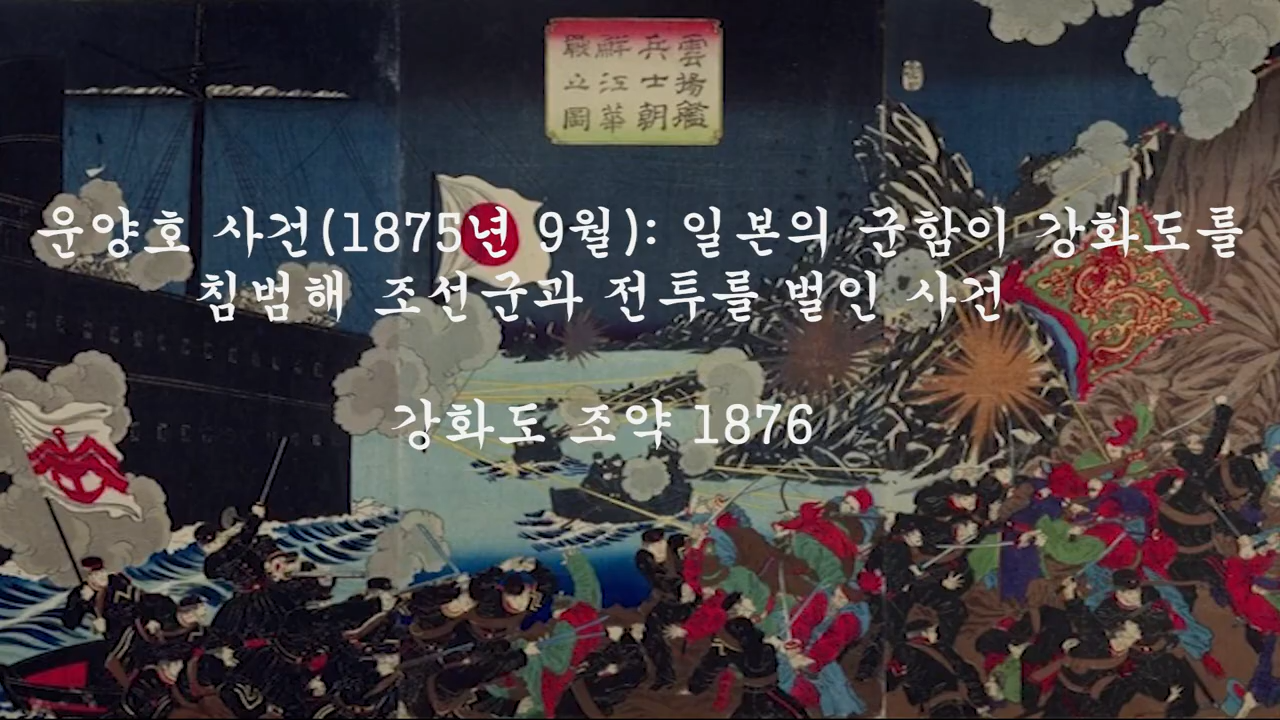 雲揚艦
兵士朝
鮮江華
戰之圖
운양호 사건(1875년 9월): 일본의 군함이 강화도를
침범해 조선군과 전투를 벌인 사건
강화도 조약 1876